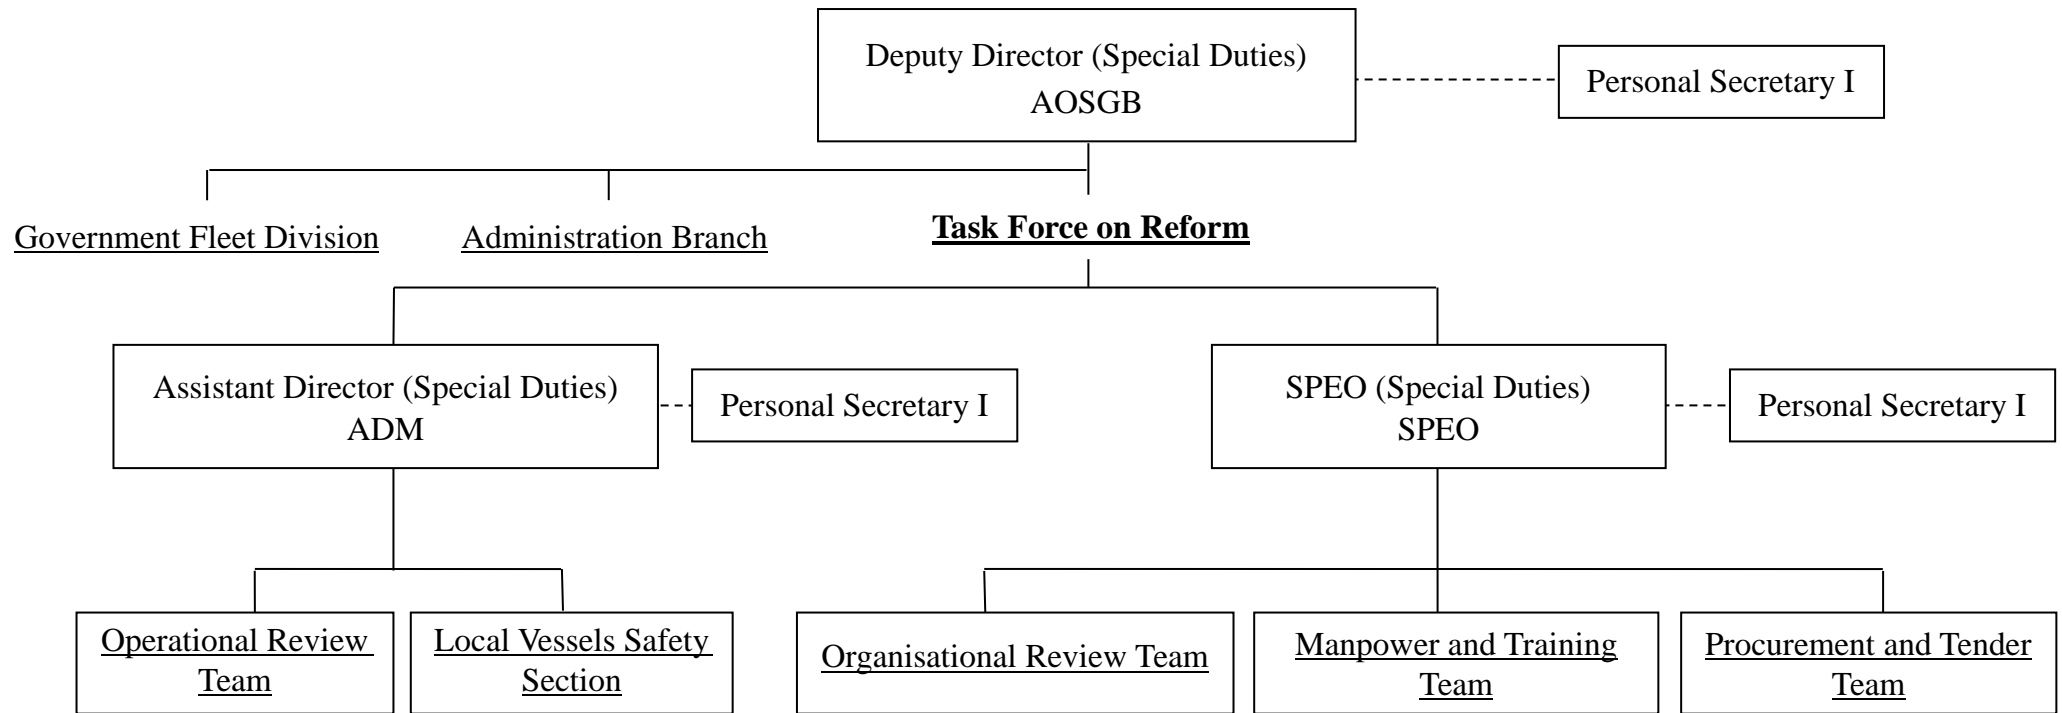 Deputy Director (Special Duties)
AOSGB
Personal Secretary I
Government Fleet Division
Administration Branch
Task Force on Reform
Assistant Director (Special Duties)
ADM
Personal Secretary I
SPEO (Special Duties)
SPEO
Personal Secretary I
Operational Review
Team
Local Vessels Safety
Section
Organisational Review Team
Manpower and Training
Team
Procurement and Tender
Team